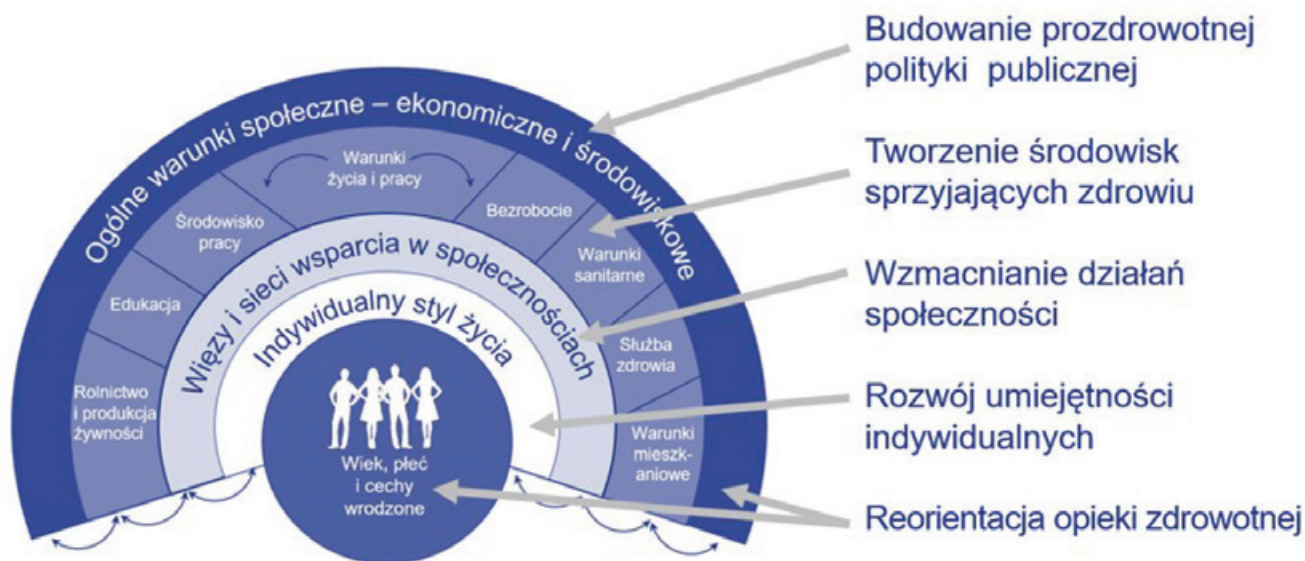 Ogólne warunki społeczne – ekonomiczne i środowiskowe
Warunki
życia i pracy
Środowisko
pracy
Bezrobocie
Edukacja
Warunki
sanitarne
Rolnictwo
i produkcja
żywności
Służba
zdrowia
Warunki
mieszk-
aniowe
Więzy i sieci wsparcia w społecznościach
Indywidualny styl życia
Wiek, płeć
i cechy
wrodzone
Budowanie prozdrowotnej
polityki publicznej
Tworzenie środowisk
sprzyjających zdrowiu
Wzmacnianie działań
społeczności
Rozwój umiejętności
indywidualnych
Reorientacja opieki zdrowotnej